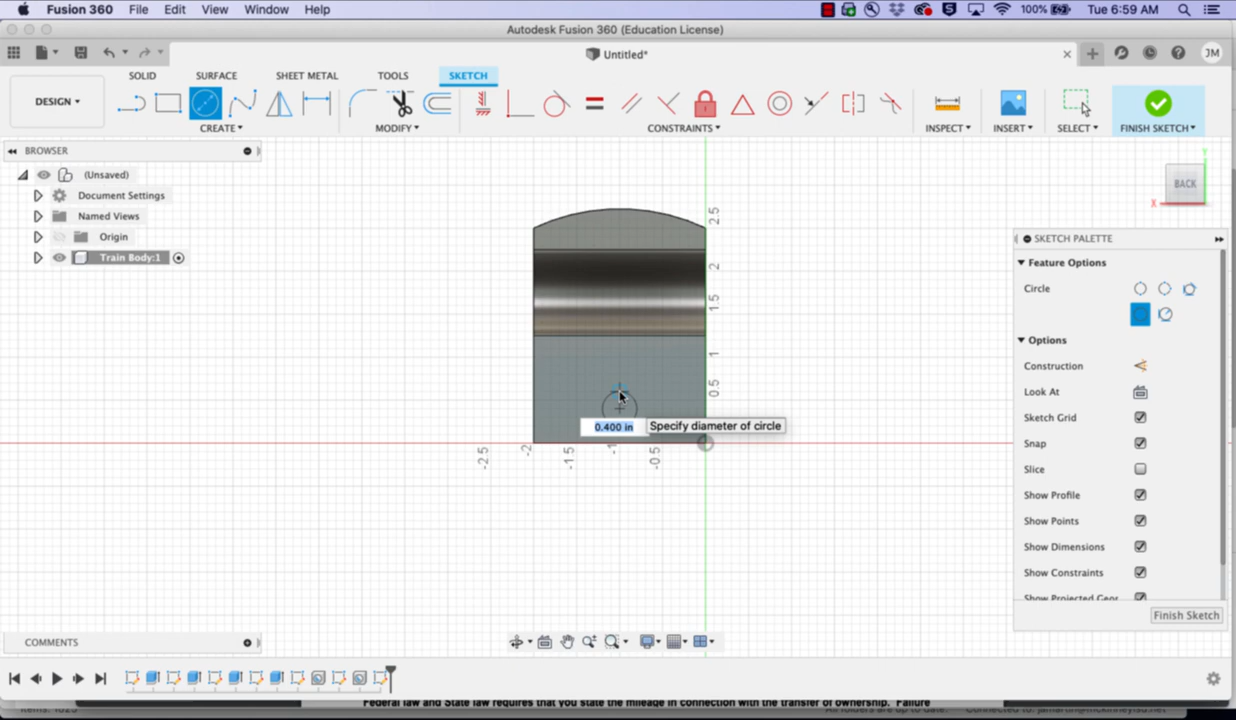 Fusion 360 File Edit View Window Help 100% Tue 6:59 AM
Autodesk Fusion 360 (Education License)
Untitled* JM
SOLID SURFACE SHEET METAL TOOLS SKETCH
DESIGN
CREATE MODIFY CONSTRAINTS INSPECT INSERT SELECT FINISH SKETCH
BROWSER
(Unsaved)
Document Settings
Named Views
Origin
Train Body:1
Y
BACK
X
2.5
2
1.5
1
0.5
-2.5 -2 -1.5 -1 -0.5
0.400 in Specify diameter of circle
SKETCH PALETTE
Feature Options
Circle
Options
Construction
Look At
Sketch Grid
Snap
Slice
Show Profile
Show Points
Show Dimensions
Show Constraints
Show Projected Geor
Finish Sketch
COMMENTS
Federal law and State law requires that you state the mileage in connection with the transfer of ownership. Failure